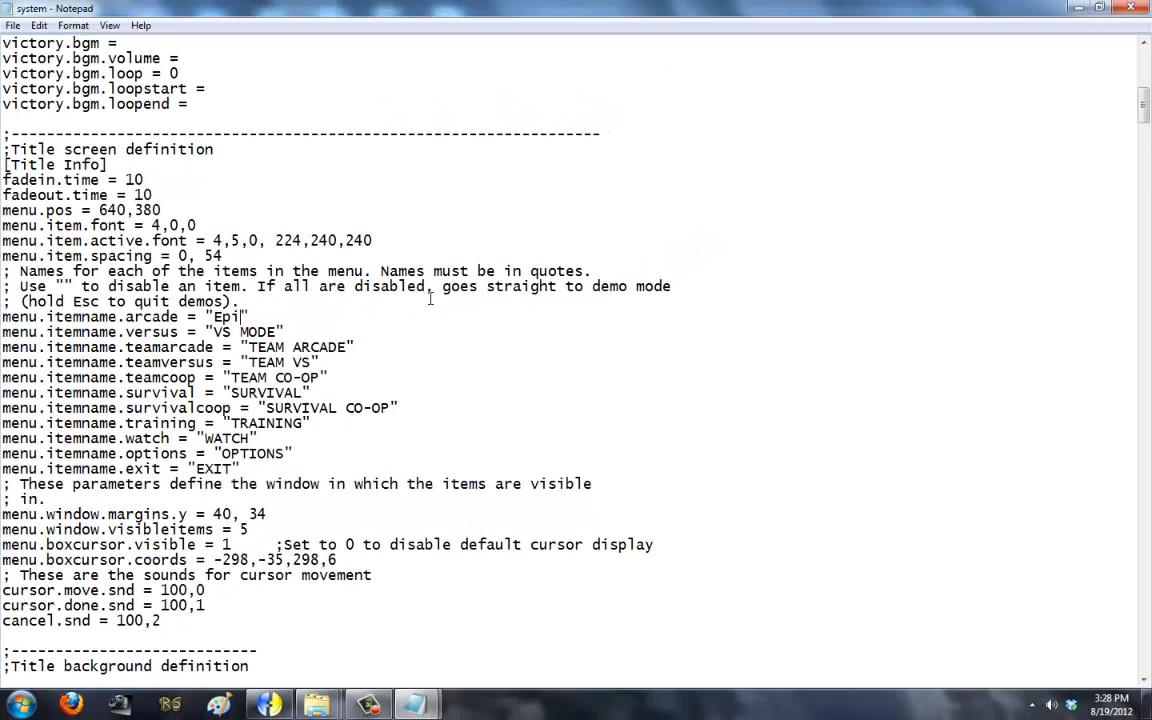 system - Notepad
File Edit Format View Help
victory.bgm =
victory.bgm.volume =
victory.bgm.loop = 0
victory.bgm.loopstart =
victory.bgm.loopend =
;-------------------------------------------------------------------
;Title screen definition
[Title Info]
fadein.time = 10
fadeout.time = 10
menu.pos = 640,380
menu.item.font = 4,0,0
menu.item.active.font = 4,5,0, 224,240,240
menu.item.spacing = 0, 54
; Names for each of the items in the menu. Names must be in quotes.
; Use "" to disable an item. If all are disabled, goes straight to demo mode
; (hold Esc to quit demos).
menu.itemname.arcade = "Epi"
menu.itemname.versus = "VS MODE"
menu.itemname.teamarcade = "TEAM ARCADE"
menu.itemname.teamversus = "TEAM VS"
menu.itemname.teamcoop = "TEAM CO-OP"
menu.itemname.survival = "SURVIVAL"
menu.itemname.survivalcoop = "SURVIVAL CO-OP"
menu.itemname.training = "TRAINING"
menu.itemname.watch = "WATCH"
menu.itemname.options = "OPTIONS"
menu.itemname.exit = "EXIT"
; These parameters define the window in which the items are visible
; in.
menu.window.margins.y = 40, 34
menu.window.visibleitems = 5
menu.boxcursor.visible = 1     ;Set to 0 to disable default cursor display
menu.boxcursor.coords = -298,-35,298,6
; These are the sounds for cursor movement
cursor.move.snd = 100,0
cursor.done.snd = 100,1
cancel.snd = 100,2
;----------------------------
;Title background definition
RS
3:28 PM
8/19/2012